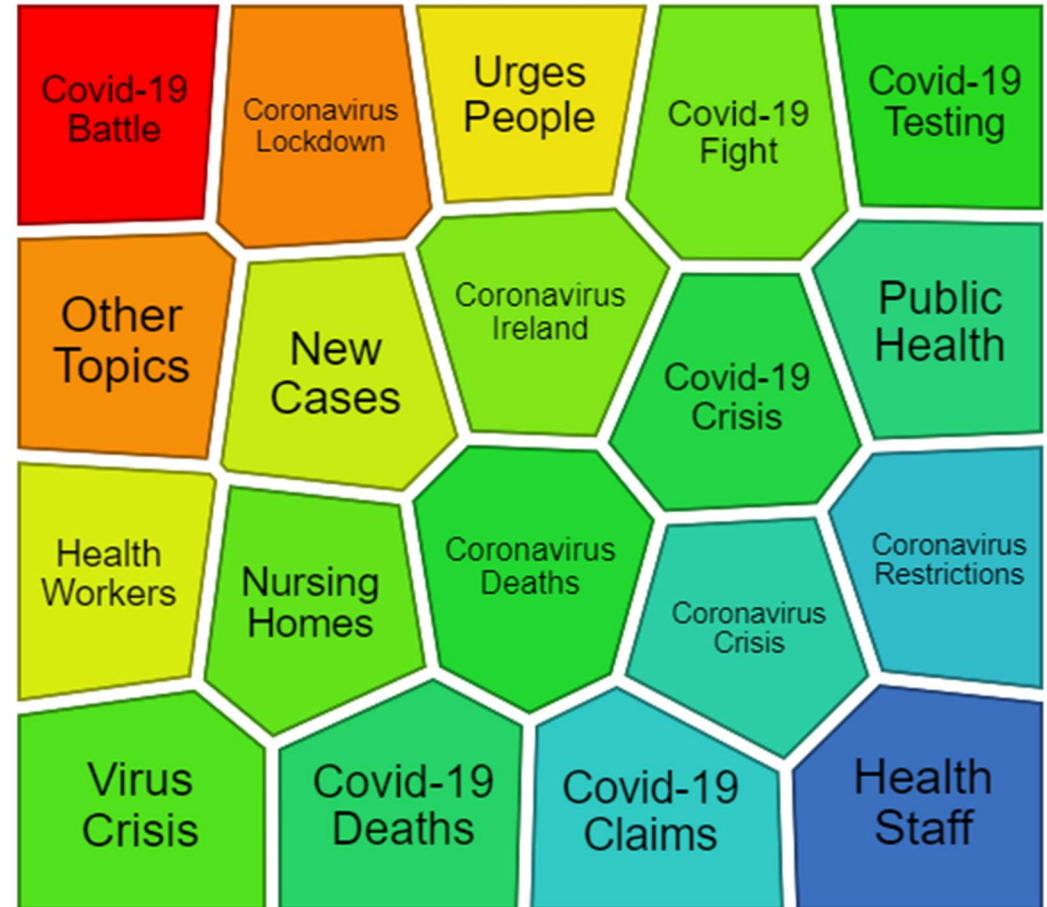 Covid-19
Battle
Coronavirus
Lockdown
Urges
People
Covid-19
Fight
Covid-19
Testing
Other
Topics
New
Cases
Coronavirus
Ireland
Covid-19
Crisis
Public
Health
Health
Workers
Nursing
Homes
Coronavirus
Deaths
Coronavirus
Crisis
Coronavirus
Restrictions
Virus
Crisis
Covid-19
Deaths
Covid-19
Claims
Health
Staff